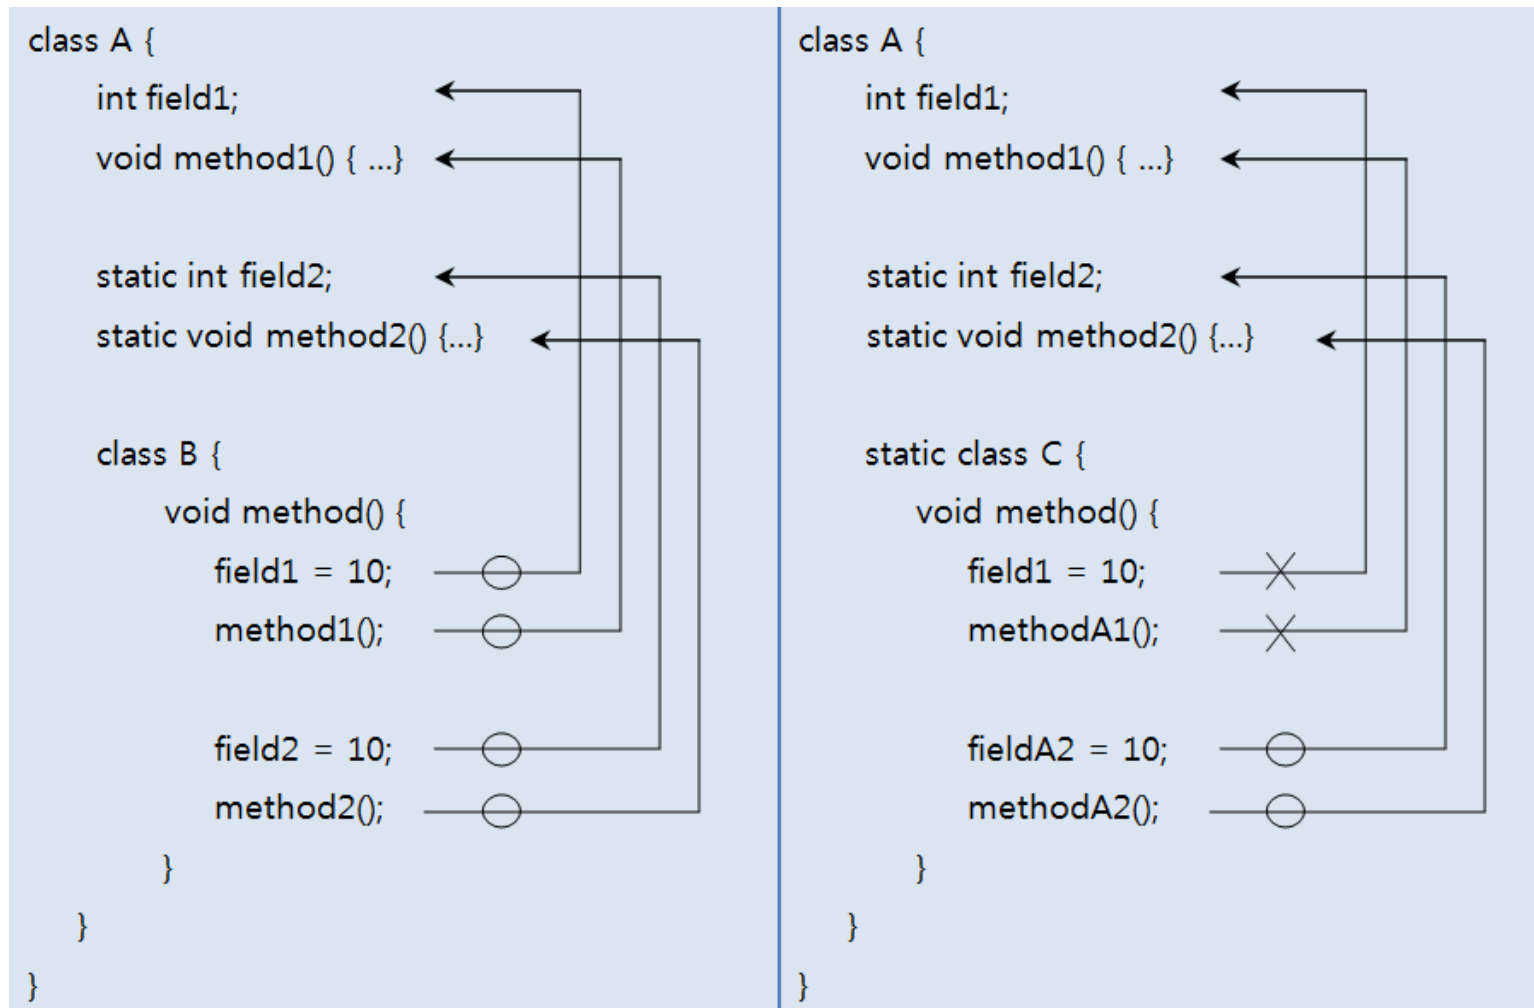 class A {
int field1;
void method1() { ...}
static int field2;
static void method2() {...}
class B {
void method() {
field1 = 10;
method1();
field2 = 10;
method2();
}
}
}
class A {
int field1;
void method1() { ...}
static int field2;
static void method2() {...}
static class C {
void method() {
field1 = 10;
methodA1();
fieldA2 = 10;
methodA2();
}
}
}